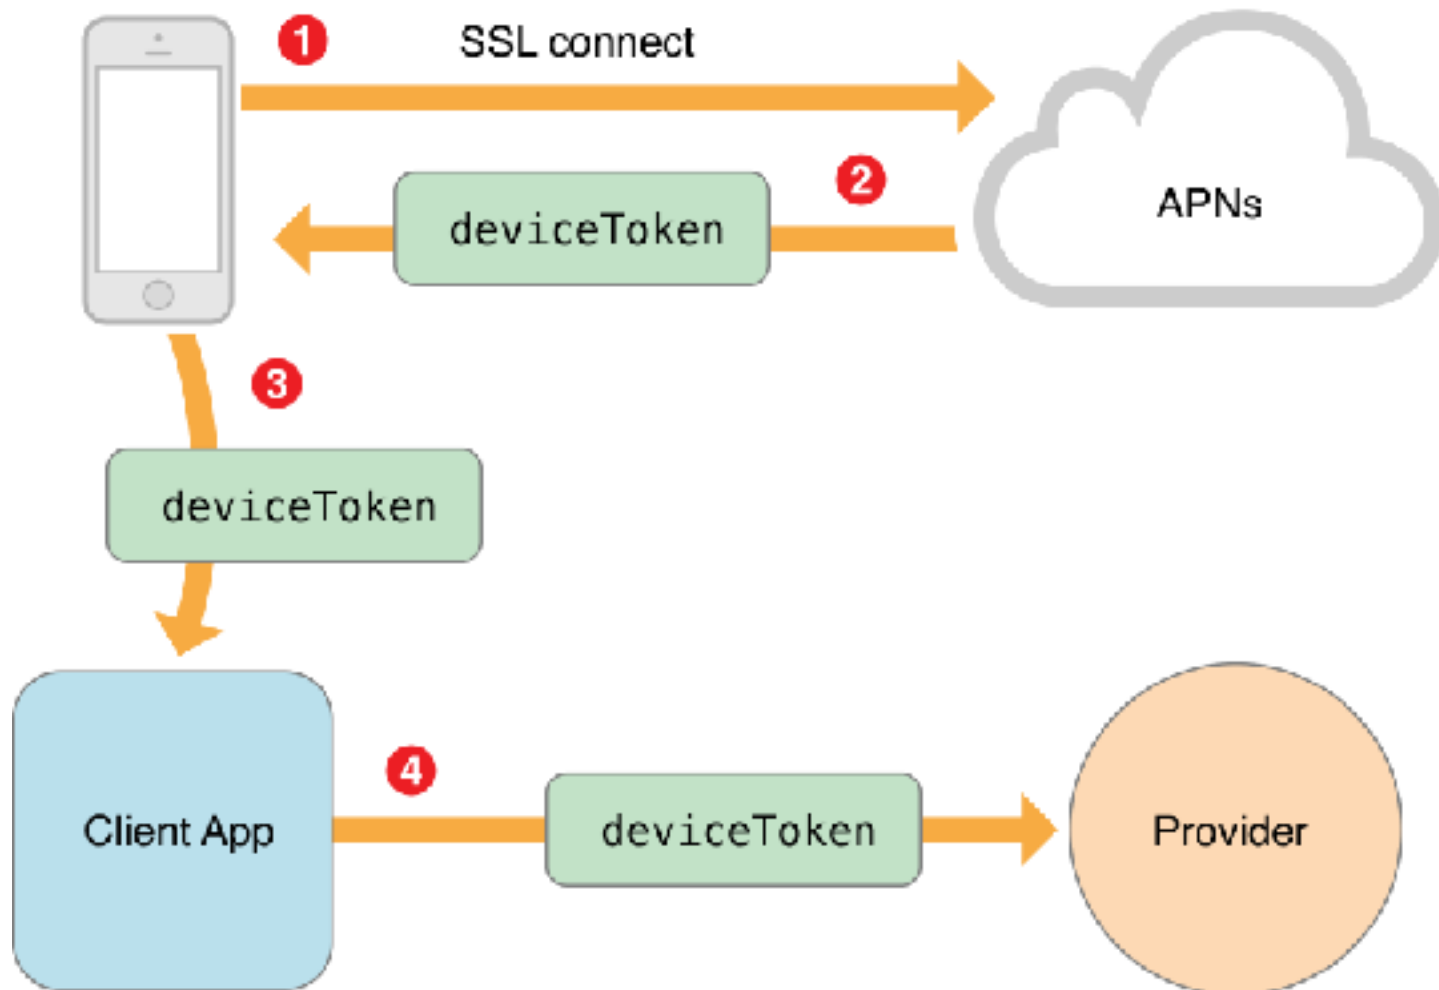 1
SSL connect
2
deviceToken
APNs
3
deviceToken
4
Client App
deviceToken
Provider